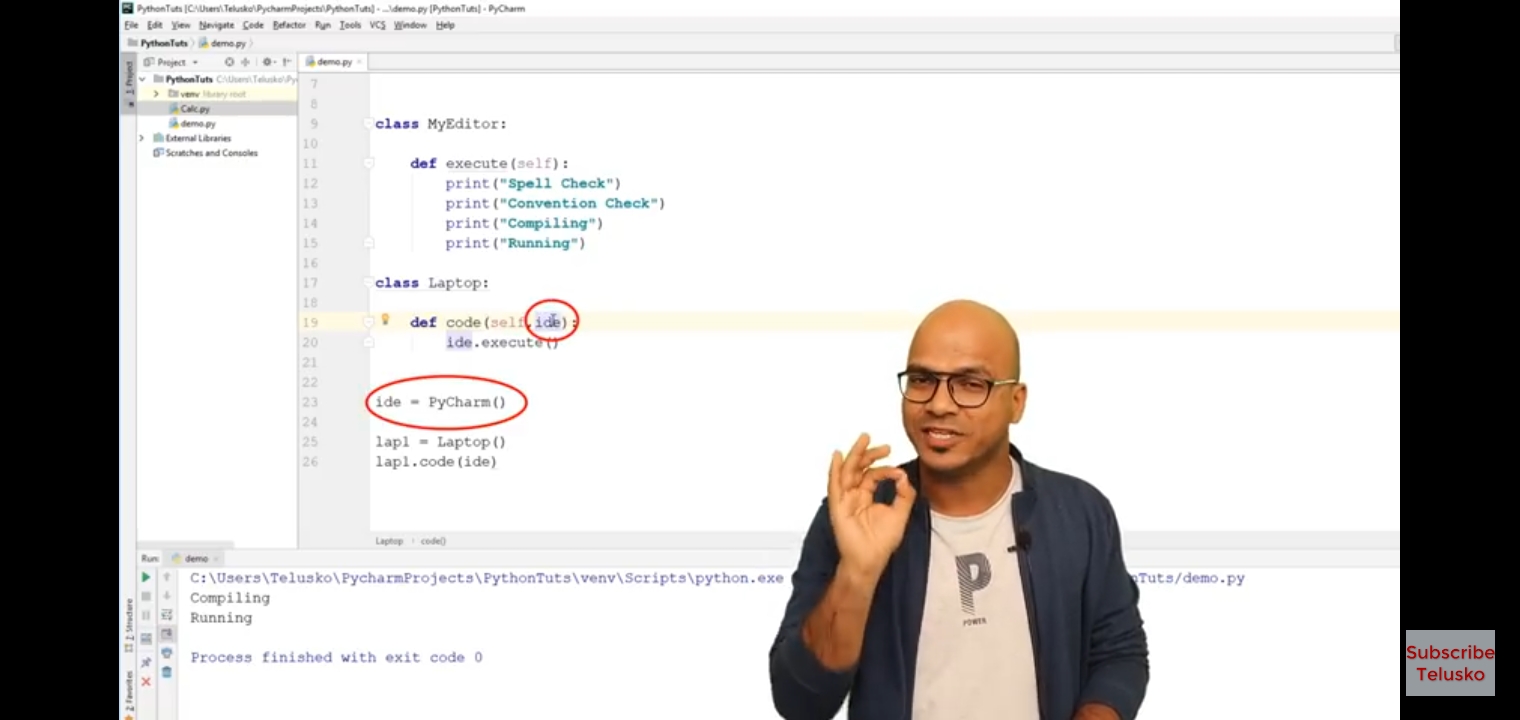 PythonTuts [C:\Users\Telusko\PycharmProjects\PythonTuts] - ...\demo.py [PythonTuts] - PyCharm
File Edit View Navigate Code Refactor Run Tools VCS Window Help
PythonTuts demo.py
1: Project
Project
demo.py
PythonTuts C:\Users\Telusko\Py
venv library root
Calc.py
demo.py
External Libraries
Scratches and Consoles
7
8
9 class MyEditor:
10
11 def execute(self):
12 print("Spell Check")
13 print("Convention Check")
14 print("Compiling")
15 print("Running")
16
17 class Laptop:
18
19 def code(self,ide):
20 ide.execute()
21
22
23 ide = PyCharm()
24
25 lap1 = Laptop()
26 lap1.code(ide)
Laptop code()
Run: demo
C:\Users\Telusko\PycharmProjects\PythonTuts\venv\Scripts\python.exe nTuts/demo.py
Compiling
Running
Process finished with exit code 0
7: Structure
2: Favorites
P
POWER
Subscribe
Telusko